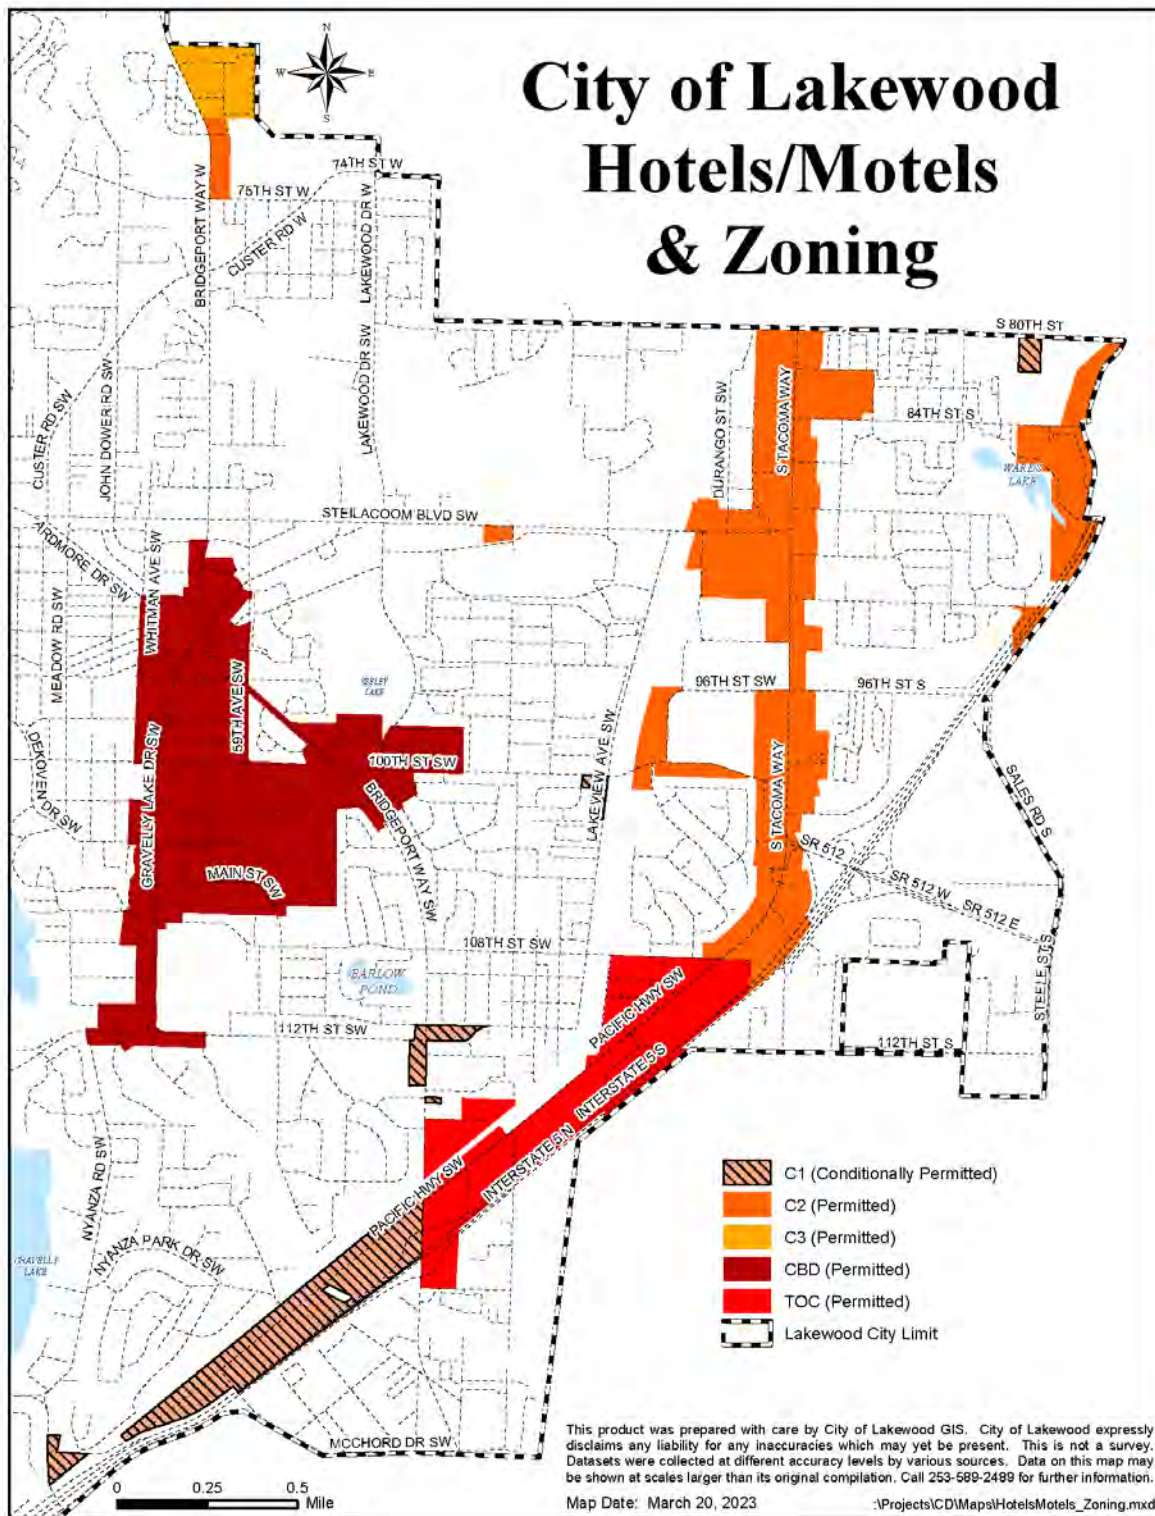 City of Lakewood
Hotels/Motels
& Zoning
N
W
E
S
74TH ST W
75TH ST W
BRIDGEPORT WAY W
CUSTER RD W
LAKEWOOD DR W
S 80TH ST
CUSTER RD SW
JOHN DOWER RD SW
LAKEWOOD DR SW
DURANGO ST SW
S TACOMA WAY
84TH ST S
WARDS
LAKE
STEILACOOM BLVD SW
ARDMORE DR SW
WHITMAN AVE SW
MEADOW RD SW
SEELEY
LAKE
59TH AVE SW
96TH ST SW
96TH ST S
DEKOVEN DR SW
GRAVELLY LAKE DR SW
100TH ST SW
LAKEVIEW AVE SW
S TACOMA WAY
SALES RD S
BRIDGEPORT WAY SW
MAIN ST SW
SR 512
SR 512 W
SR 512 E
108TH ST SW
BARLOW
POND
PACIFIC HWY SW
STEELE ST S
112TH ST SW
112TH ST S
INTERSTATE 5 S
INTERSTATE 5 N
PACIFIC HWY SW
NYANZA RD SW
NYANZA PARK DR SW
LAKE
C1 (Conditionally Permitted)
C2 (Permitted)
C3 (Permitted)
CBD (Permitted)
TOC (Permitted)
Lakewood City Limit
MCCHORD DR SW
0 0.25 0.5
Mile
This product was prepared with care by City of Lakewood GIS. City of Lakewood expressly
disclaims any liability for any inaccuracies which may yet be present. This is not a survey.
Datasets were collected at different accuracy levels by various sources. Data on this map may
be shown at scales larger than its original compilation. Call 253-589-2489 for further information.
Map Date: March 20, 2023
:\Projects\CD\Maps\HotelsMotels_Zoning.mxd